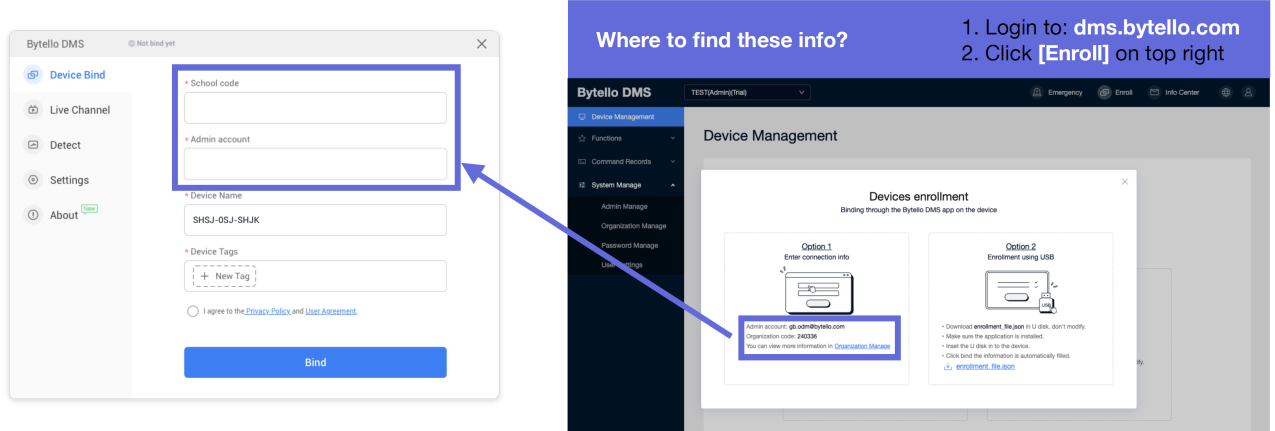 Bytello DMS
Not bind yet
Device Bind
Live Channel
Detect
Settings
About
New
* School code
* Admin account
* Device Name
SHSJ-0SJ-SHJK
* Device Tags
+ New Tag
I agree to the Privacy Policy and User Agreement.
Bind
Where to find these info?
1. Login to: dms.bytello.com
2. Click [Enroll] on top right
Bytello DMS
TEST(Admin)(Trial)
Emergency
Enroll
Info Center
Device Management
Functions
Command Records
System Manage
Admin Manage
Organization Manage
Password Manage
User Settings
Device Management
Devices enrollment
Binding through the Bytello DMS app on the device
Option 1
Enter connection info
Admin account: gb.odm@bytello.com
Organization code: 240336
You can view more information in Organization Manage
Option 2
Enrollment using USB
USB
• Download enrollment_file.json in U disk, don't modify.
• Make sure the application is installed.
• Inset the U disk in to the device.
• Click bind the information is automatically filled.
enrollment_file.json